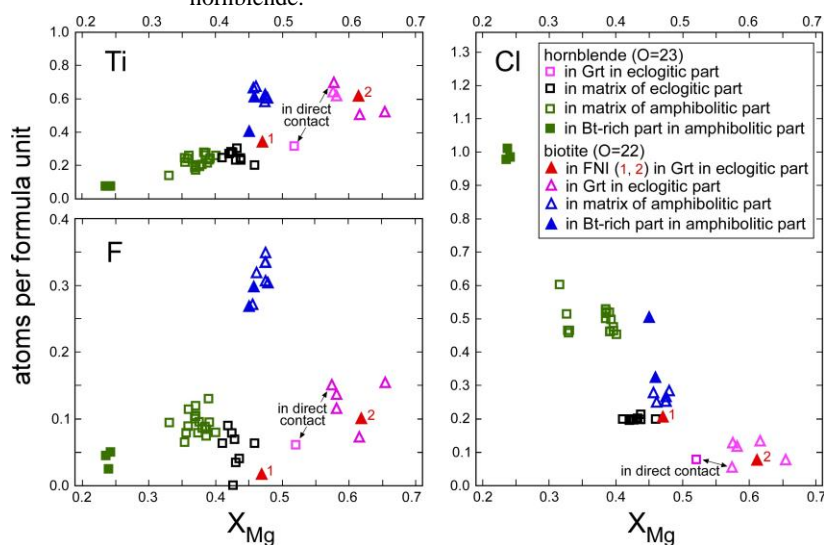 hornblende.
0.2 0.3 0.4 0.5 0.6 0.7
0.2 0.3 0.4 0.5 0.6 0.7
Ti
1.0
0.8
0.6
0.4
0.2
0.0
in direct
contact
1
2
F
0.4
0.3
0.2
0.1
0.0
in direct
contact
1
2
0.2 0.3 0.4 0.5 0.6 0.7
X Mg
atoms per formula unit
Cl
1.3
1.2
1.1
1.0
0.9
0.8
0.7
0.6
0.5
0.4
0.3
0.2
0.1
0.0
hornblende (O=23)
in Grt in eclogitic part
in matrix of eclogitic part
in matrix of amphibolitic part
in Bt-rich part in amphibolitic part
biotite (O=22)
in FNI (1, 2) in Grt in eclogitic part
in Grt in eclogitic part
in matrix of amphibolitic part
in Bt-rich part in amphibolitic part
1
2
in direct contact
0.2 0.3 0.4 0.5 0.6 0.7
X Mg